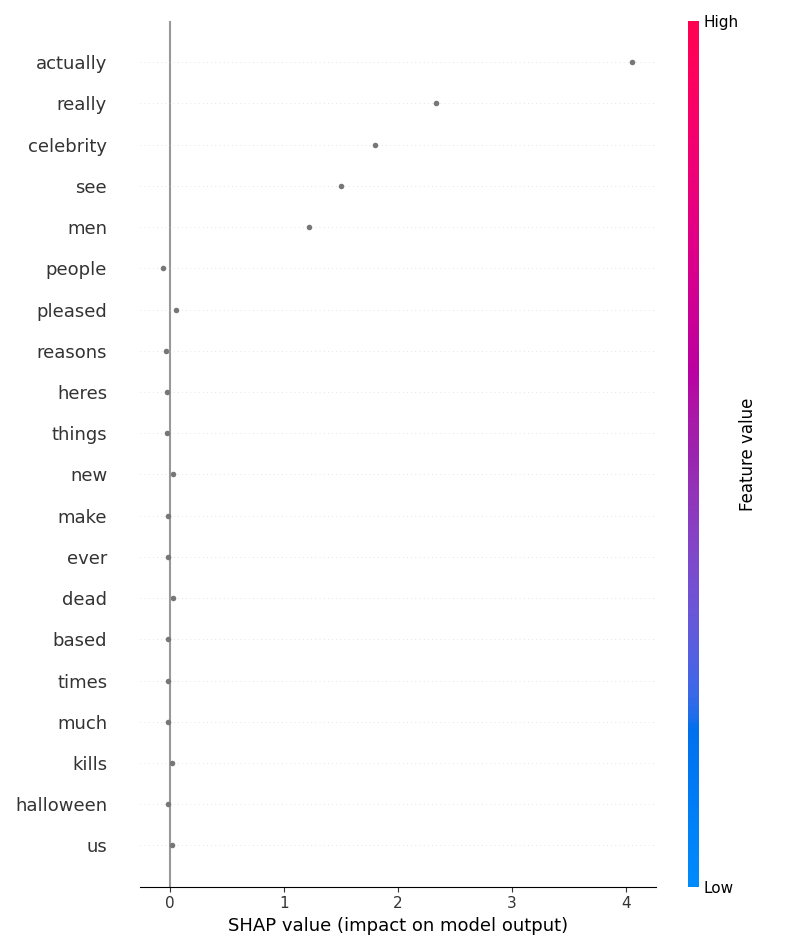 High
actually
really
celebrity
see
men
people
pleased
reasons
heres
things
new
make
ever
dead
based
times
much
kills
halloween
us
Feature value
Low
0 1 2 3 4
SHAP value (impact on model output)